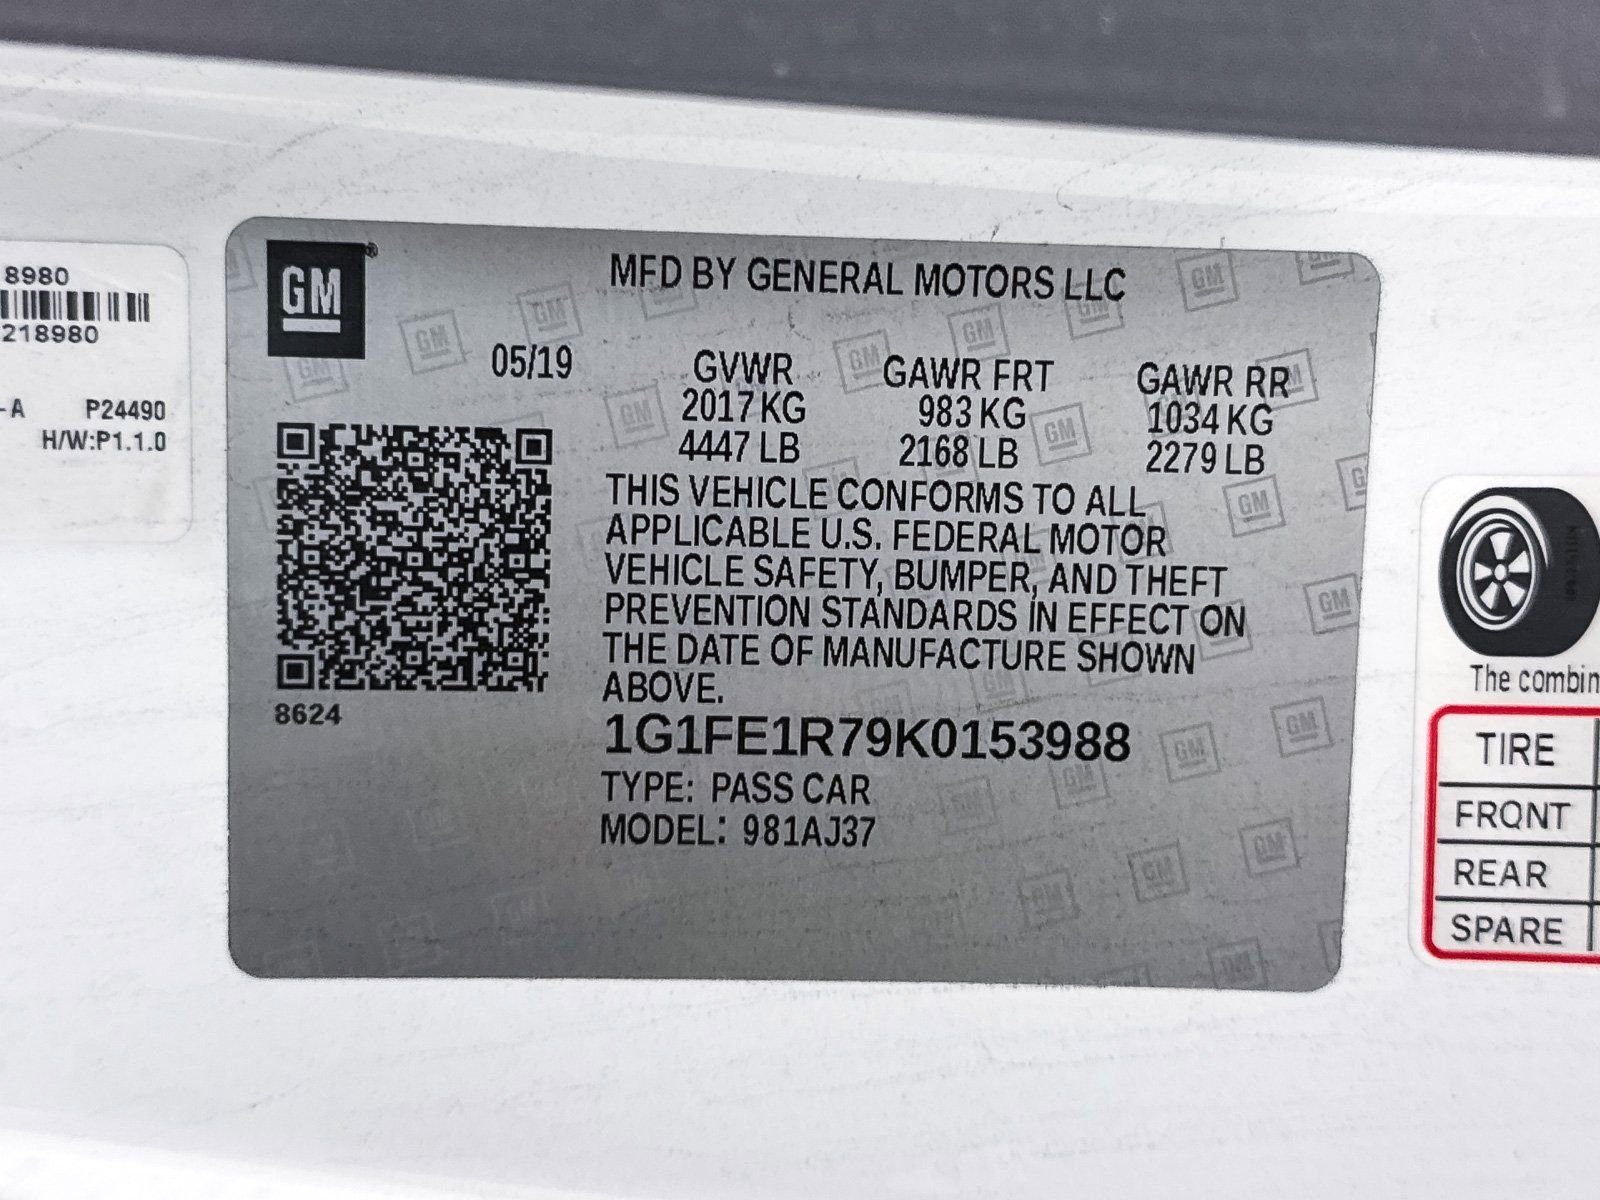 8980
218980
-A P24490
H/W:P1.1.0
GM®
MFD BY GENERAL MOTORS LLC
05/19
GVWR GAWR FRT GAWR RR
2017 KG 983 KG 1034 KG
4447 LB 2168 LB 2279 LB
THIS VEHICLE CONFORMS TO ALL
APPLICABLE U.S. FEDERAL MOTOR
VEHICLE SAFETY, BUMPER, AND THEFT
PREVENTION STANDARDS IN EFFECT ON
THE DATE OF MANUFACTURE SHOWN
ABOVE.
8624
1G1FE1R79K0153988
TYPE: PASS CAR
MODEL: 981AJ37
The combin
TIRE
FRONT
REAR
SPARE